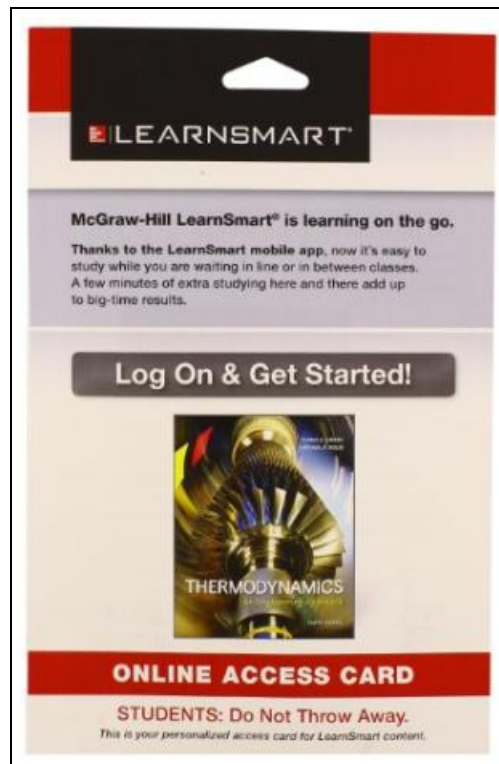 LEARNSMART®
McGraw-Hill LearnSmart® is learning on the go.
Thanks to the LearnSmart mobile app, now it's easy to
study while you are waiting in line or in between classes.
A few minutes of extra studying here and there add up
to big-time results.
Log On & Get Started!
THERMODYNAMICS
An Engineering Approach
ONLINE ACCESS CARD
STUDENTS: Do Not Throw Away.
This is your personalized access card for LearnSmart content.